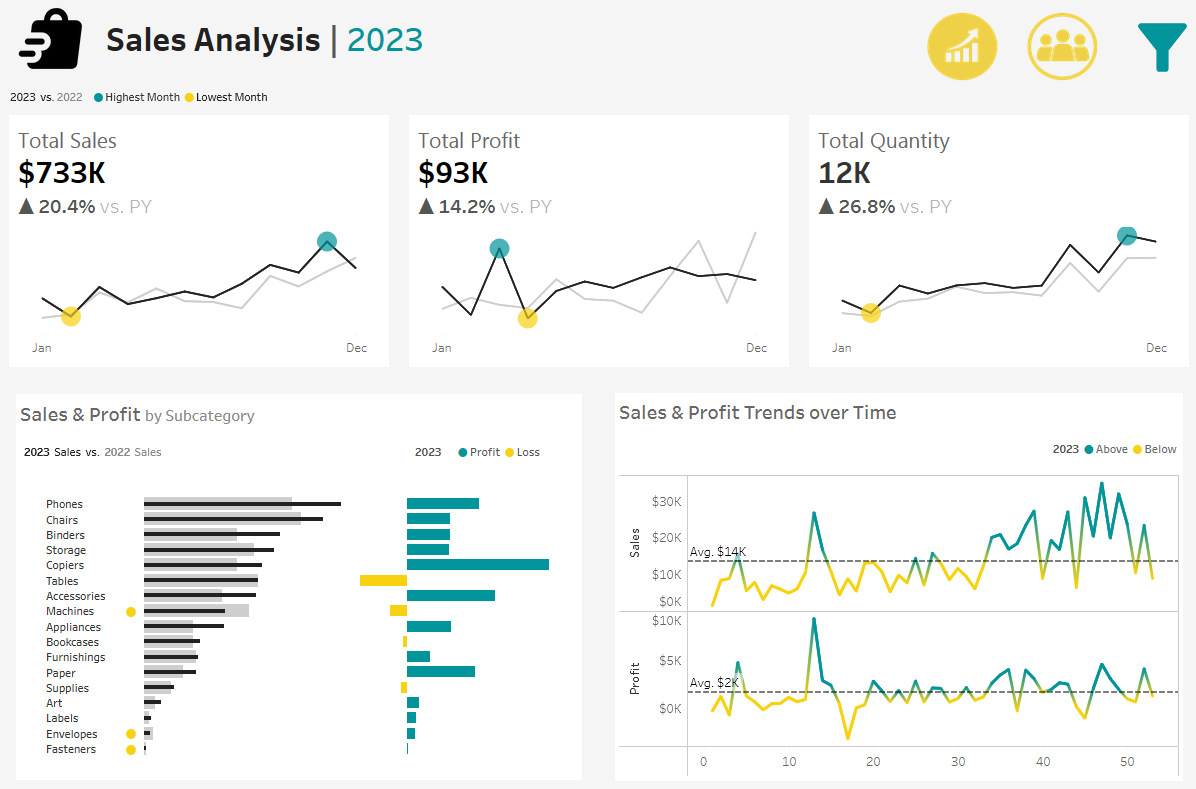 Sales Analysis | 2023
2023 vs. 2022 Highest Month Lowest Month
Total Sales
$733K
▲ 20.4% vs. PY
Jan Dec
Total Profit
$93K
▲ 14.2% vs. PY
Jan Dec
Total Quantity
12K
▲ 26.8% vs. PY
Jan Dec
Sales & Profit by Subcategory
2023 Sales vs. 2022 Sales
2023 Profit Loss
Phones
Chairs
Binders
Storage
Copiers
Tables
Accessories
Machines
Appliances
Bookcases
Furnishings
Paper
Supplies
Art
Labels
Envelopes
Fasteners
Sales & Profit Trends over Time
2023 Above Below
Sales
$30K
$20K
Avg. $14K
$10K
$0K
Profit
$10K
$5K
Avg. $2K
$0K
0 10 20 30 40 50